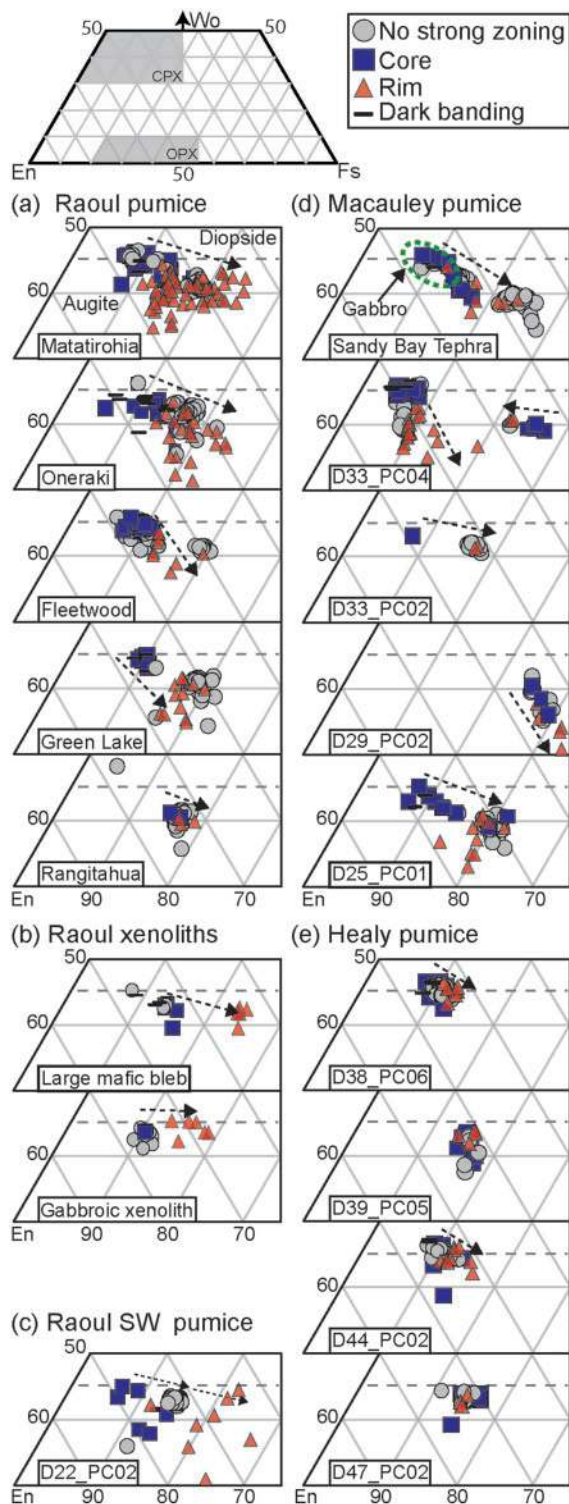 50
Wo
50
CPX
OPX
En
50
Fs
No strong zoning
Core
Rim
Dark banding
(a) Raoul pumice
50
Diopside
60
Augite
Matatirohia
60
Oneraki
60
Fleetwood
60
Green Lake
60
Rangitahua
En
90
80
70
(b) Raoul xenoliths
50
60
Large mafic bleb
60
Gabbroic xenolith
90
80
70
(c) Raoul SW pumice
50
60
D22_PC02
En
90
80
70
(d) Macauley pumice
50
Gabbro
60
Sandy Bay Tephra
60
D33_PC04
60
D33_PC02
60
D29_PC02
60
D25_PC01
En
90
80
70
(e) Healy pumice
50
60
D38_PC06
60
D39_PC05
60
D44_PC02
60
D47_PC02
En
90
80
70